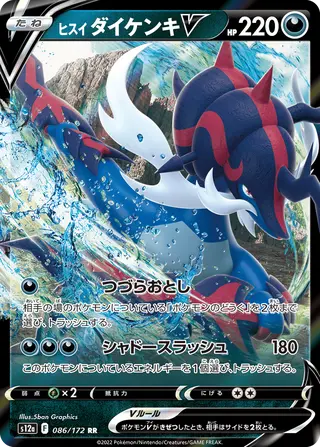 たね
ヒスイ ダイケンキV HP220
つづらおとし
相手の場のポケモンについている「ポケモンのどうぐ」を2枚まで
選び、トラッシュする。
シャドースラッシュ 180
このポケモンについているエネルギーを1個選び、トラッシュする。
弱点 ×2 抵抗力 にげる
Illus.5ban Graphics
s12a F 086/172 RR
Vルール
ポケモンVがきぜつしたとき、相手はサイドを2枚とる。
©2022 Pokémon/Nintendo/Creatures/GAME FREAK.